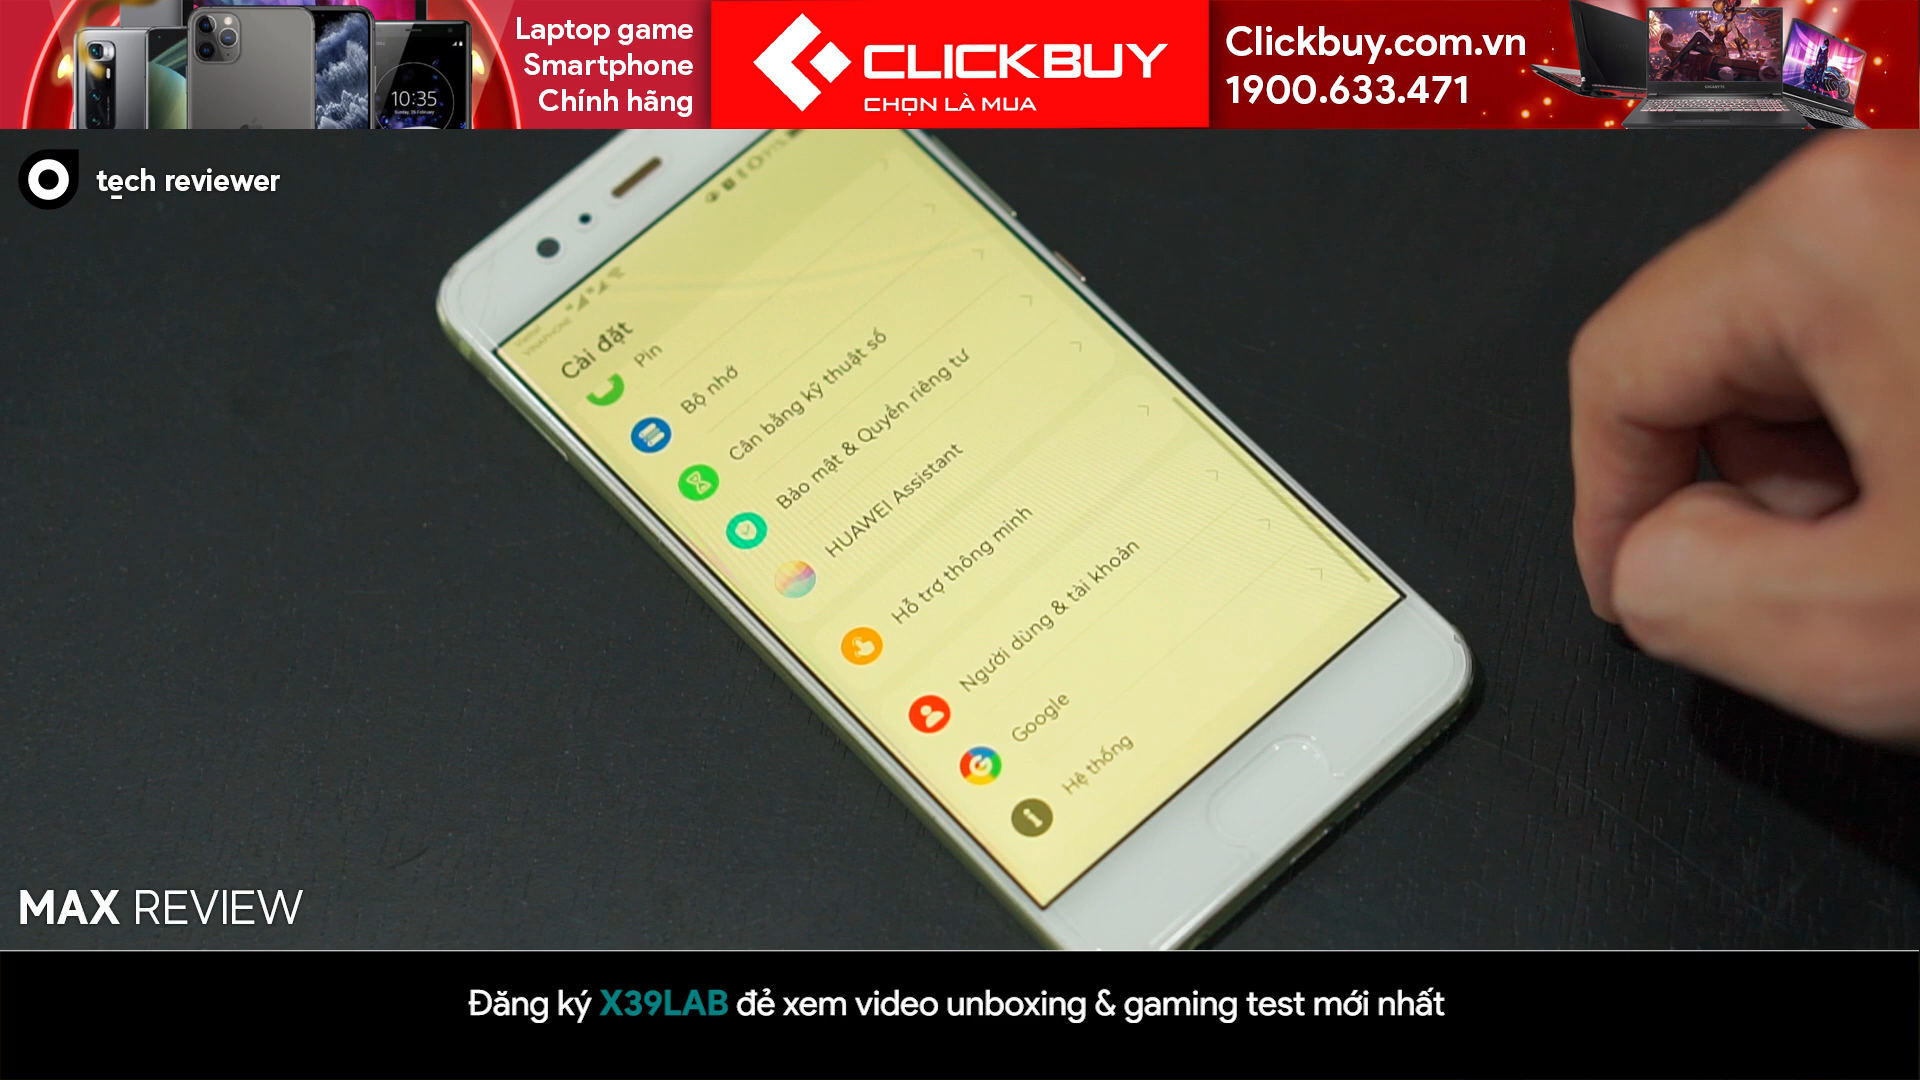 Laptop game
Smartphone
Chính hãng
10:35
CLICKBUY
CHỌN LÀ MUA
Clickbuy.com.vn
1900.633.471
tech reviewer
Cài đặt
Pin
Bộ nhớ
Cân bằng kỹ thuật số
Bảo mật & Quyền riêng tư
HUAWEI Assistant
Hỗ trợ thông minh
Người dùng & tài khoản
Google
Hệ thống
MAX REVIEW
Đăng ký X39LAB để xem video unboxing & gaming test mới nhất